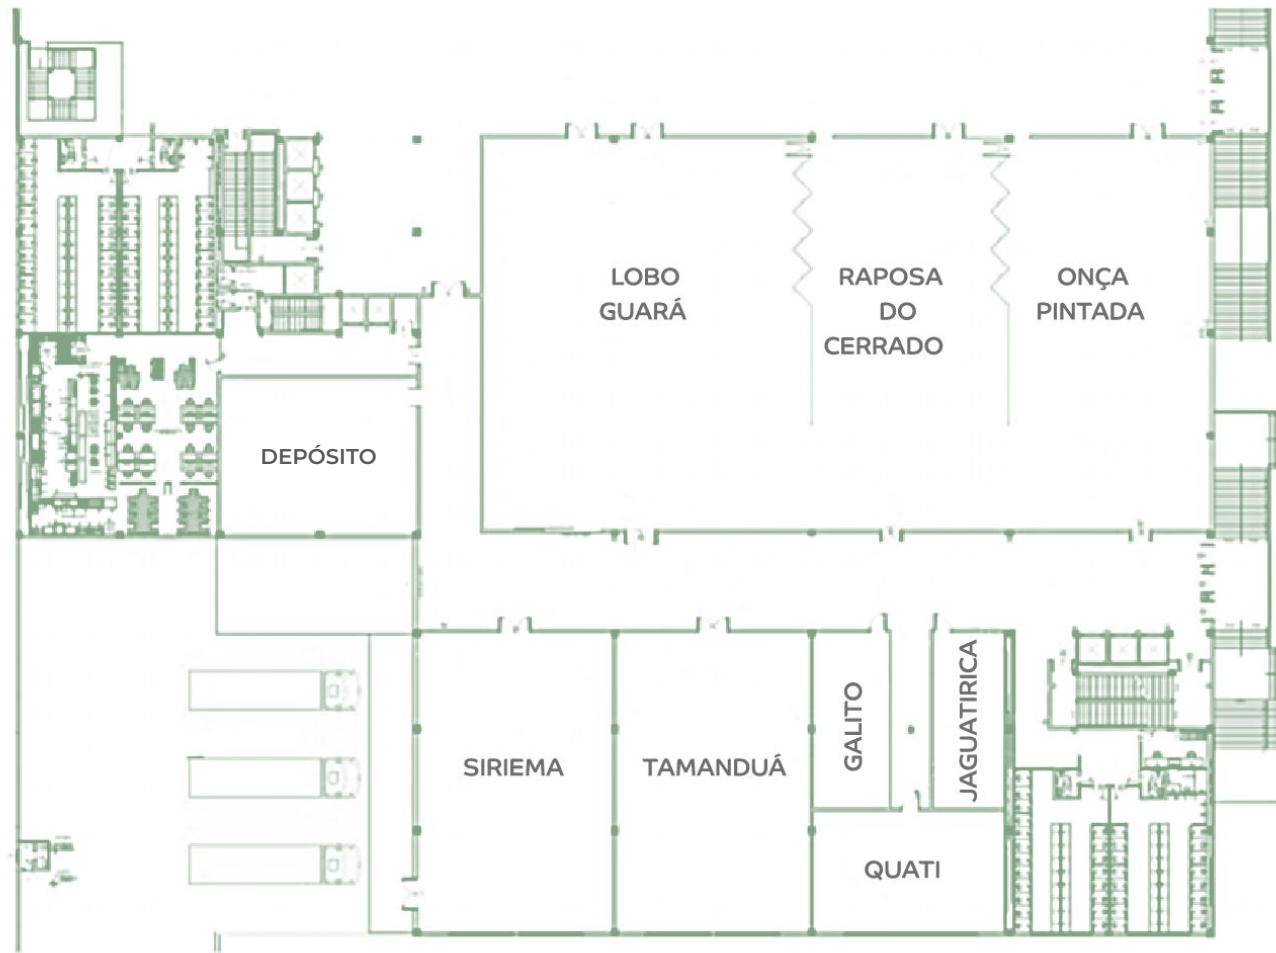 LOBO
GUARÁ
RAPOSA
DO
CERRADO
ONÇA
PINTADA
DEPÓSITO
SIRIEMA
TAMANDUÁ
GALITO
JAGUATIRICA
QUATI